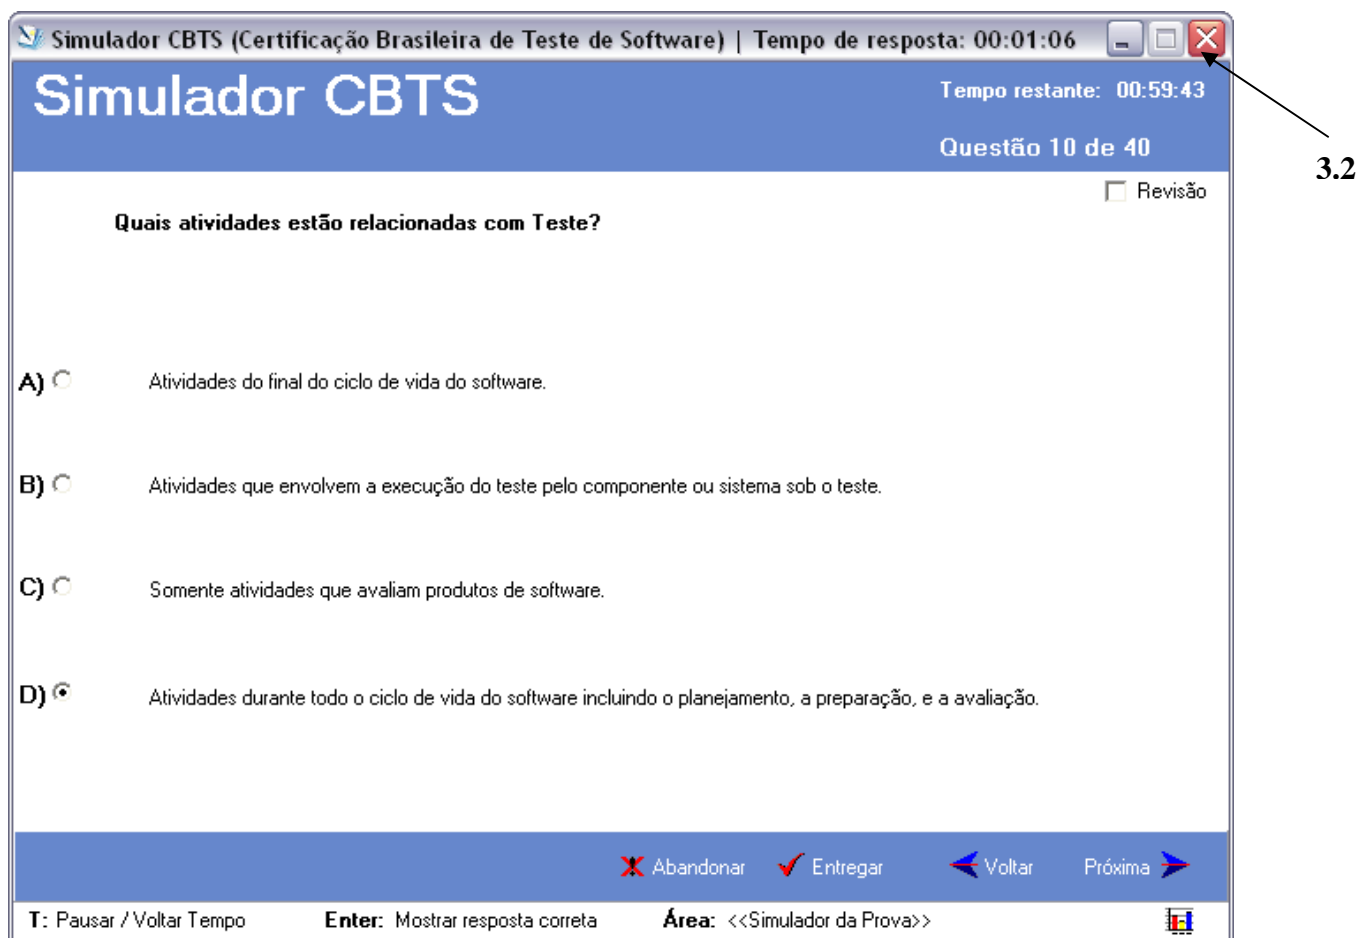 Simulador CBTS (Certificação Brasileira de Teste de Software) | Tempo de resposta: 00:01:06
Simulador CBTS
Tempo restante: 00:59:43
Questão 10 de 40
3.2
Revisão
Quais atividades estão relacionadas com Teste?
A) Atividades do final do ciclo de vida do software.
B) Atividades que envolvem a execução do teste pelo componente ou sistema sob o teste.
C) Somente atividades que avaliam produtos de software.
D) Atividades durante todo o ciclo de vida do software incluindo o planejamento, a preparação, e a avaliação.
Abandonar Entregar Voltar Próxima
T: Pausar / Voltar Tempo Enter: Mostrar resposta correta Área: <<Simulador da Prova>>